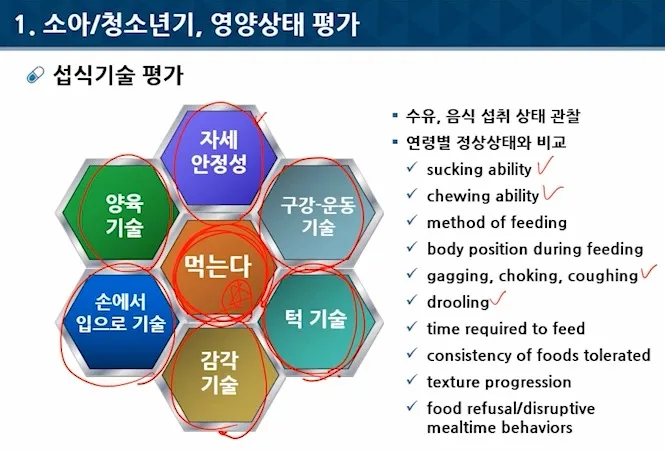 1. 소아/청소년기, 영양상태 평가
섭식기술 평가
자세
안정성
양육
기술
구강-운동
기술
먹는다
손에서
입으로 기술
턱 기술
감각
기술
수유, 음식 섭취 상태 관찰
연령별 정상상태와 비교
sucking ability
chewing ability
method of feeding
body position during feeding
gagging, choking, coughing
drooling
time required to feed
consistency of foods tolerated
texture progression
food refusal/disruptive
mealtime behaviors